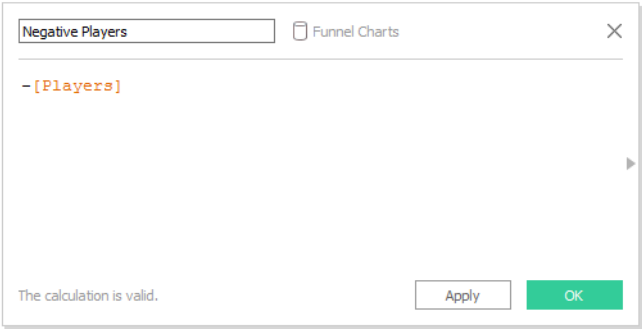 Negative Players
Funnel Charts
-[Players]
The calculation is valid.
Apply
OK